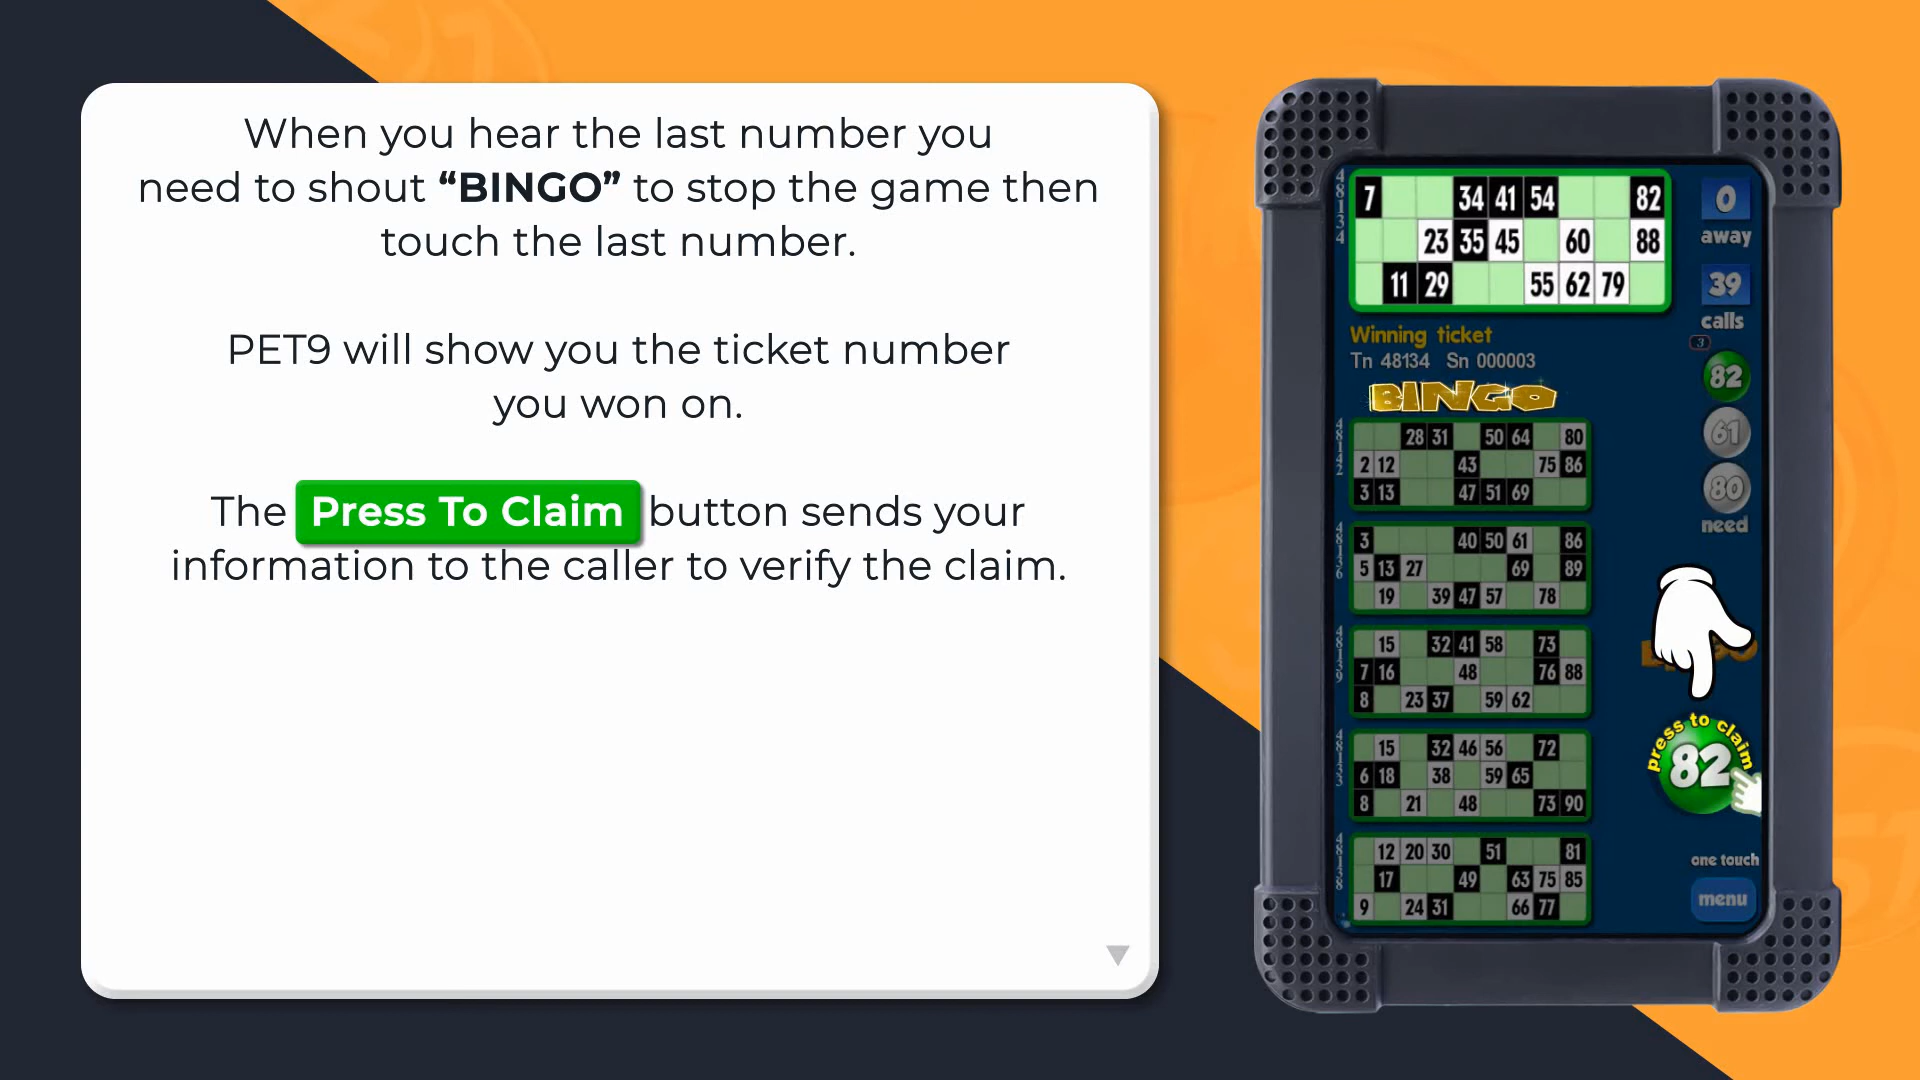 When you hear the last number you
need to shout “BINGO” to stop the game then
touch the last number.
PET9 will show you the ticket number
you won on.
The Press To Claim button sends your
information to the caller to verify the claim.
48134
7 34 41 54 82
23 35 45 60 88
11 29 55 62 79
Winning ticket
Tn 48134 Sn 000003
BINGO
28 31 50 64 80
2 12 43 75 86
3 13 47 51 69
3 40 50 61 86
5 13 27 69 89
19 39 47 57 78
15 32 41 58 73
7 16 48 76 88
8 23 37 59 62
15 32 46 56 72
6 18 38 59 65
8 21 48 73 90
12 20 30 51 81
17 49 63 75 85
9 24 31 66 77
0
away
39
calls
3
82
61
80
need
press to claim
82
one touch
menu